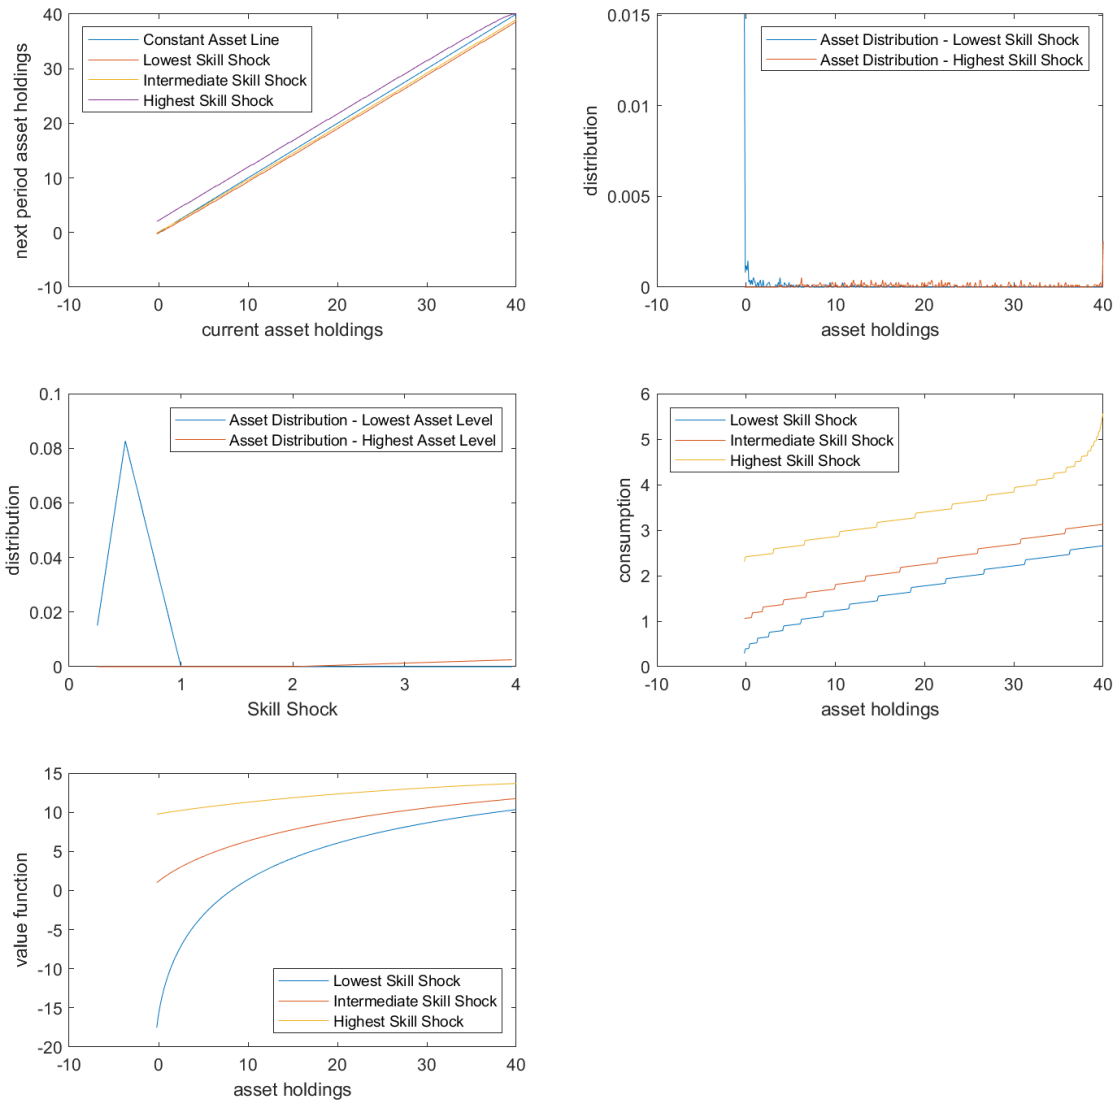 40
30
20
10
0
-10
-10
0
10
20
30
40
next period asset holdings
current asset holdings
Constant Asset Line
Lowest Skill Shock
Intermediate Skill Shock
Highest Skill Shock
0.015
0.01
0.005
0
-10
0
10
20
30
40
distribution
asset holdings
Asset Distribution - Lowest Skill Shock
Asset Distribution - Highest Skill Shock
0.1
0.08
0.06
0.04
0.02
0
0
1
2
3
4
distribution
Skill Shock
Asset Distribution - Lowest Asset Level
Asset Distribution - Highest Asset Level
6
5
4
3
2
1
0
-10
0
10
20
30
40
consumption
asset holdings
Lowest Skill Shock
Intermediate Skill Shock
Highest Skill Shock
15
10
5
0
-5
-10
-15
-20
-10
0
10
20
30
40
value function
asset holdings
Lowest Skill Shock
Intermediate Skill Shock
Highest Skill Shock